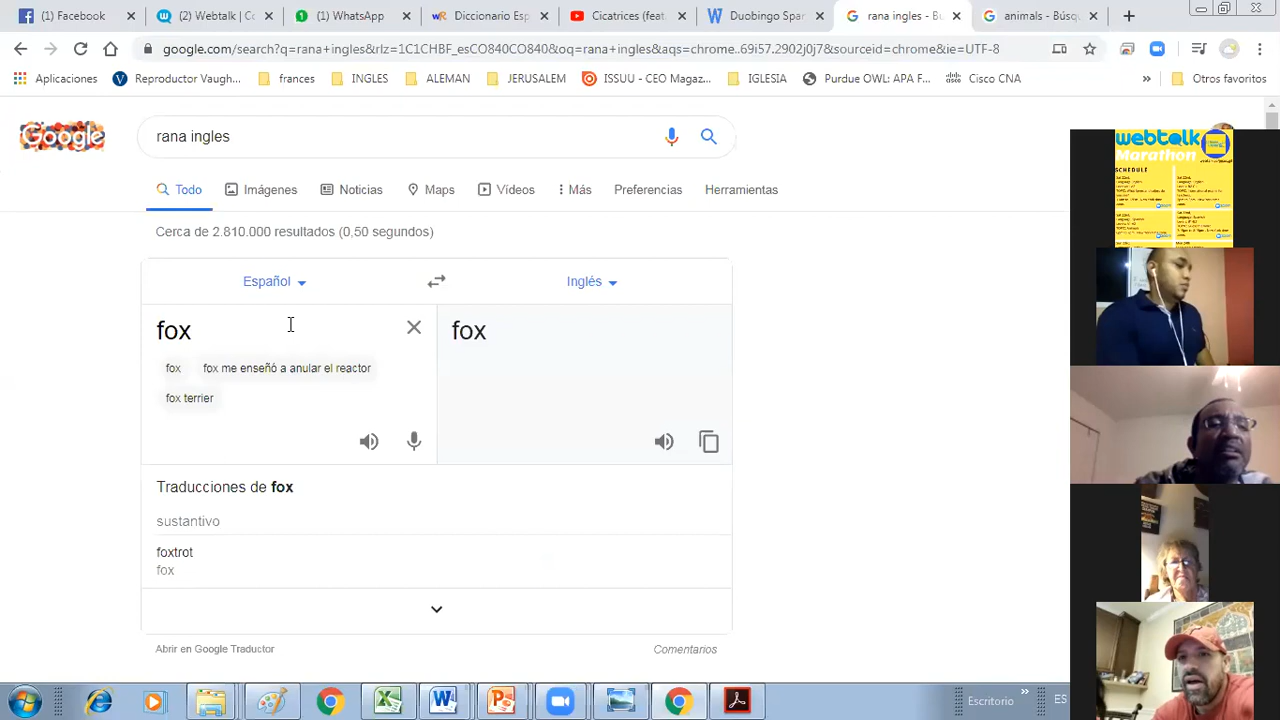 (1) Facebook
(1) WhatsApp
Diccionario Esp
Cicatrices (feat
Duobingo Spa
rana ingles - B
animals - Búsq
google.com/search?q=rana+ingles&rlz=1C1CHBF_esCO840CO840&oq=rana+ingles&aqs=chrome..69i57.2902j0j7&sourceid=chrome&ie=UTF-8
Aplicaciones
Reproductor Vaugh...
frances
INGLES
ALEMAN
JERUSALEM
ISSUU - CEO Magaz...
IGLESIA
Purdue OWL: APA F...
Cisco CNA
»
Otros favoritos
Google
rana ingles
Todo
Imágenes
Noticias
Maps
Videos
Más
Preferencias
Herramientas
Cerca de 2.810.000 resultados (0,50 segundos)
Español
Inglés
fox
fox
fox
fox me enseñó a anular el reactor
fox terrier
Traducciones de fox
sustantivo
foxtrot
fox
Abrir en Google Traductor
Comentarios
webtalk
Marathon
SCHEDULE
Escritorio
»
ES